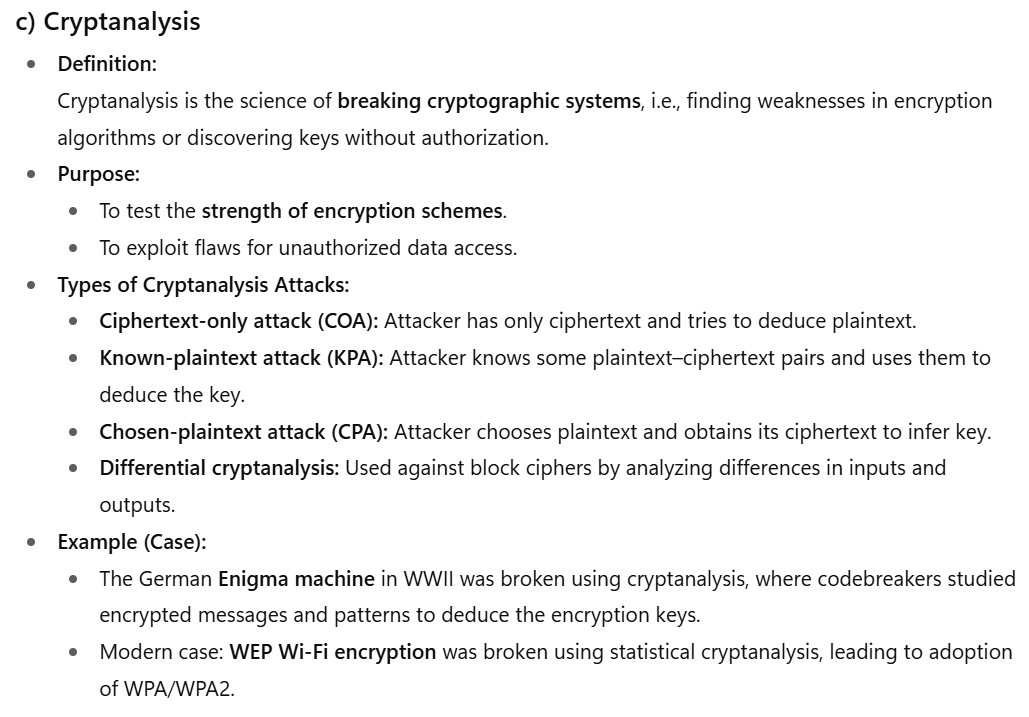 c) Cryptanalysis
Definition:
Cryptanalysis is the science of breaking cryptographic systems, i.e., finding weaknesses in encryption
algorithms or discovering keys without authorization.
Purpose:
To test the strength of encryption schemes.
To exploit flaws for unauthorized data access.
Types of Cryptanalysis Attacks:
Ciphertext-only attack (COA): Attacker has only ciphertext and tries to deduce plaintext.
Known-plaintext attack (KPA): Attacker knows some plaintext–ciphertext pairs and uses them to
deduce the key.
Chosen-plaintext attack (CPA): Attacker chooses plaintext and obtains its ciphertext to infer key.
Differential cryptanalysis: Used against block ciphers by analyzing differences in inputs and
outputs.
Example (Case):
The German Enigma machine in WWII was broken using cryptanalysis, where codebreakers studied
encrypted messages and patterns to deduce the encryption keys.
Modern case: WEP Wi-Fi encryption was broken using statistical cryptanalysis, leading to adoption
of WPA/WPA2.